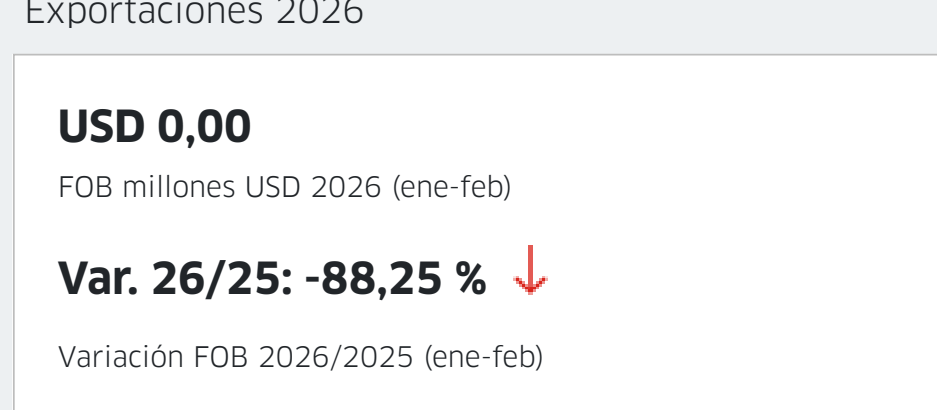 Exportaciones 2026
USD 0,00
FOB millones USD 2026 (ene-feb)
Var. 26/25: -88,25 %
Variación FOB 2026/2025 (ene-feb)